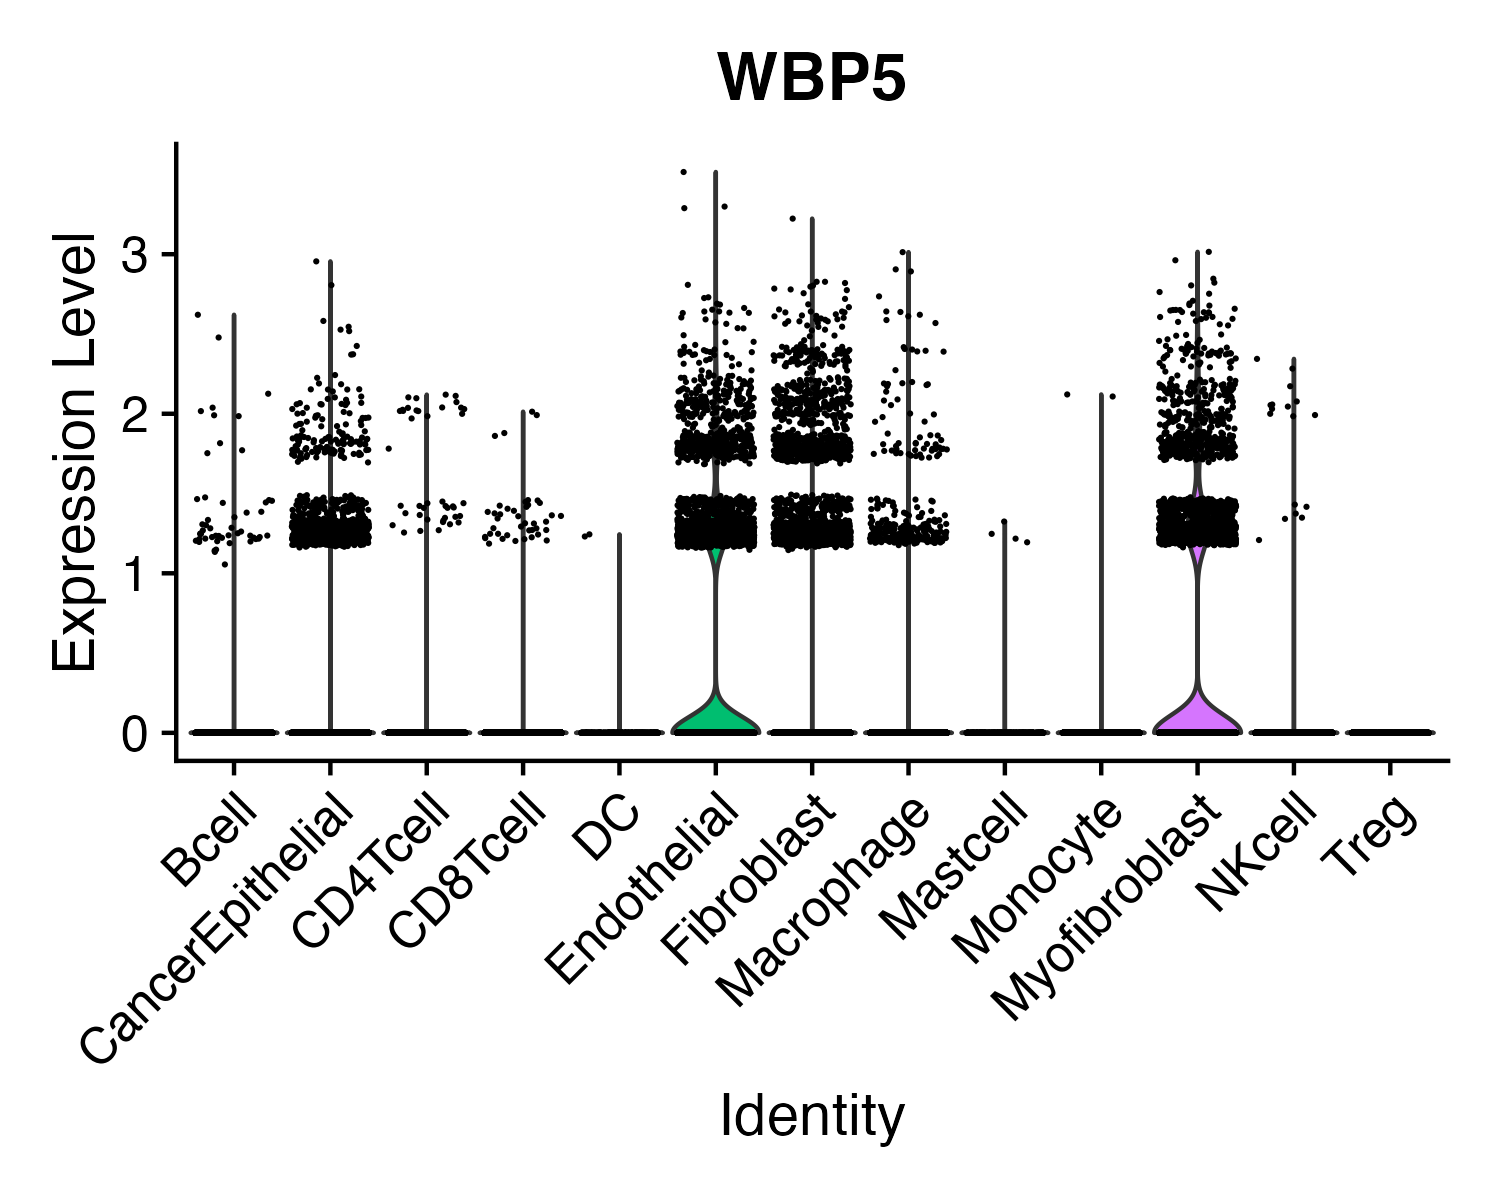 WBP5
Expression Level
3
2
1
0
Bcell
CancerEpithelial
CD4Tcell
CD8Tcell
DC
Endothelial
Fibroblast
Macrophage
Mastcell
Monocyte
Myofibroblast
NKcell
Treg
Identity